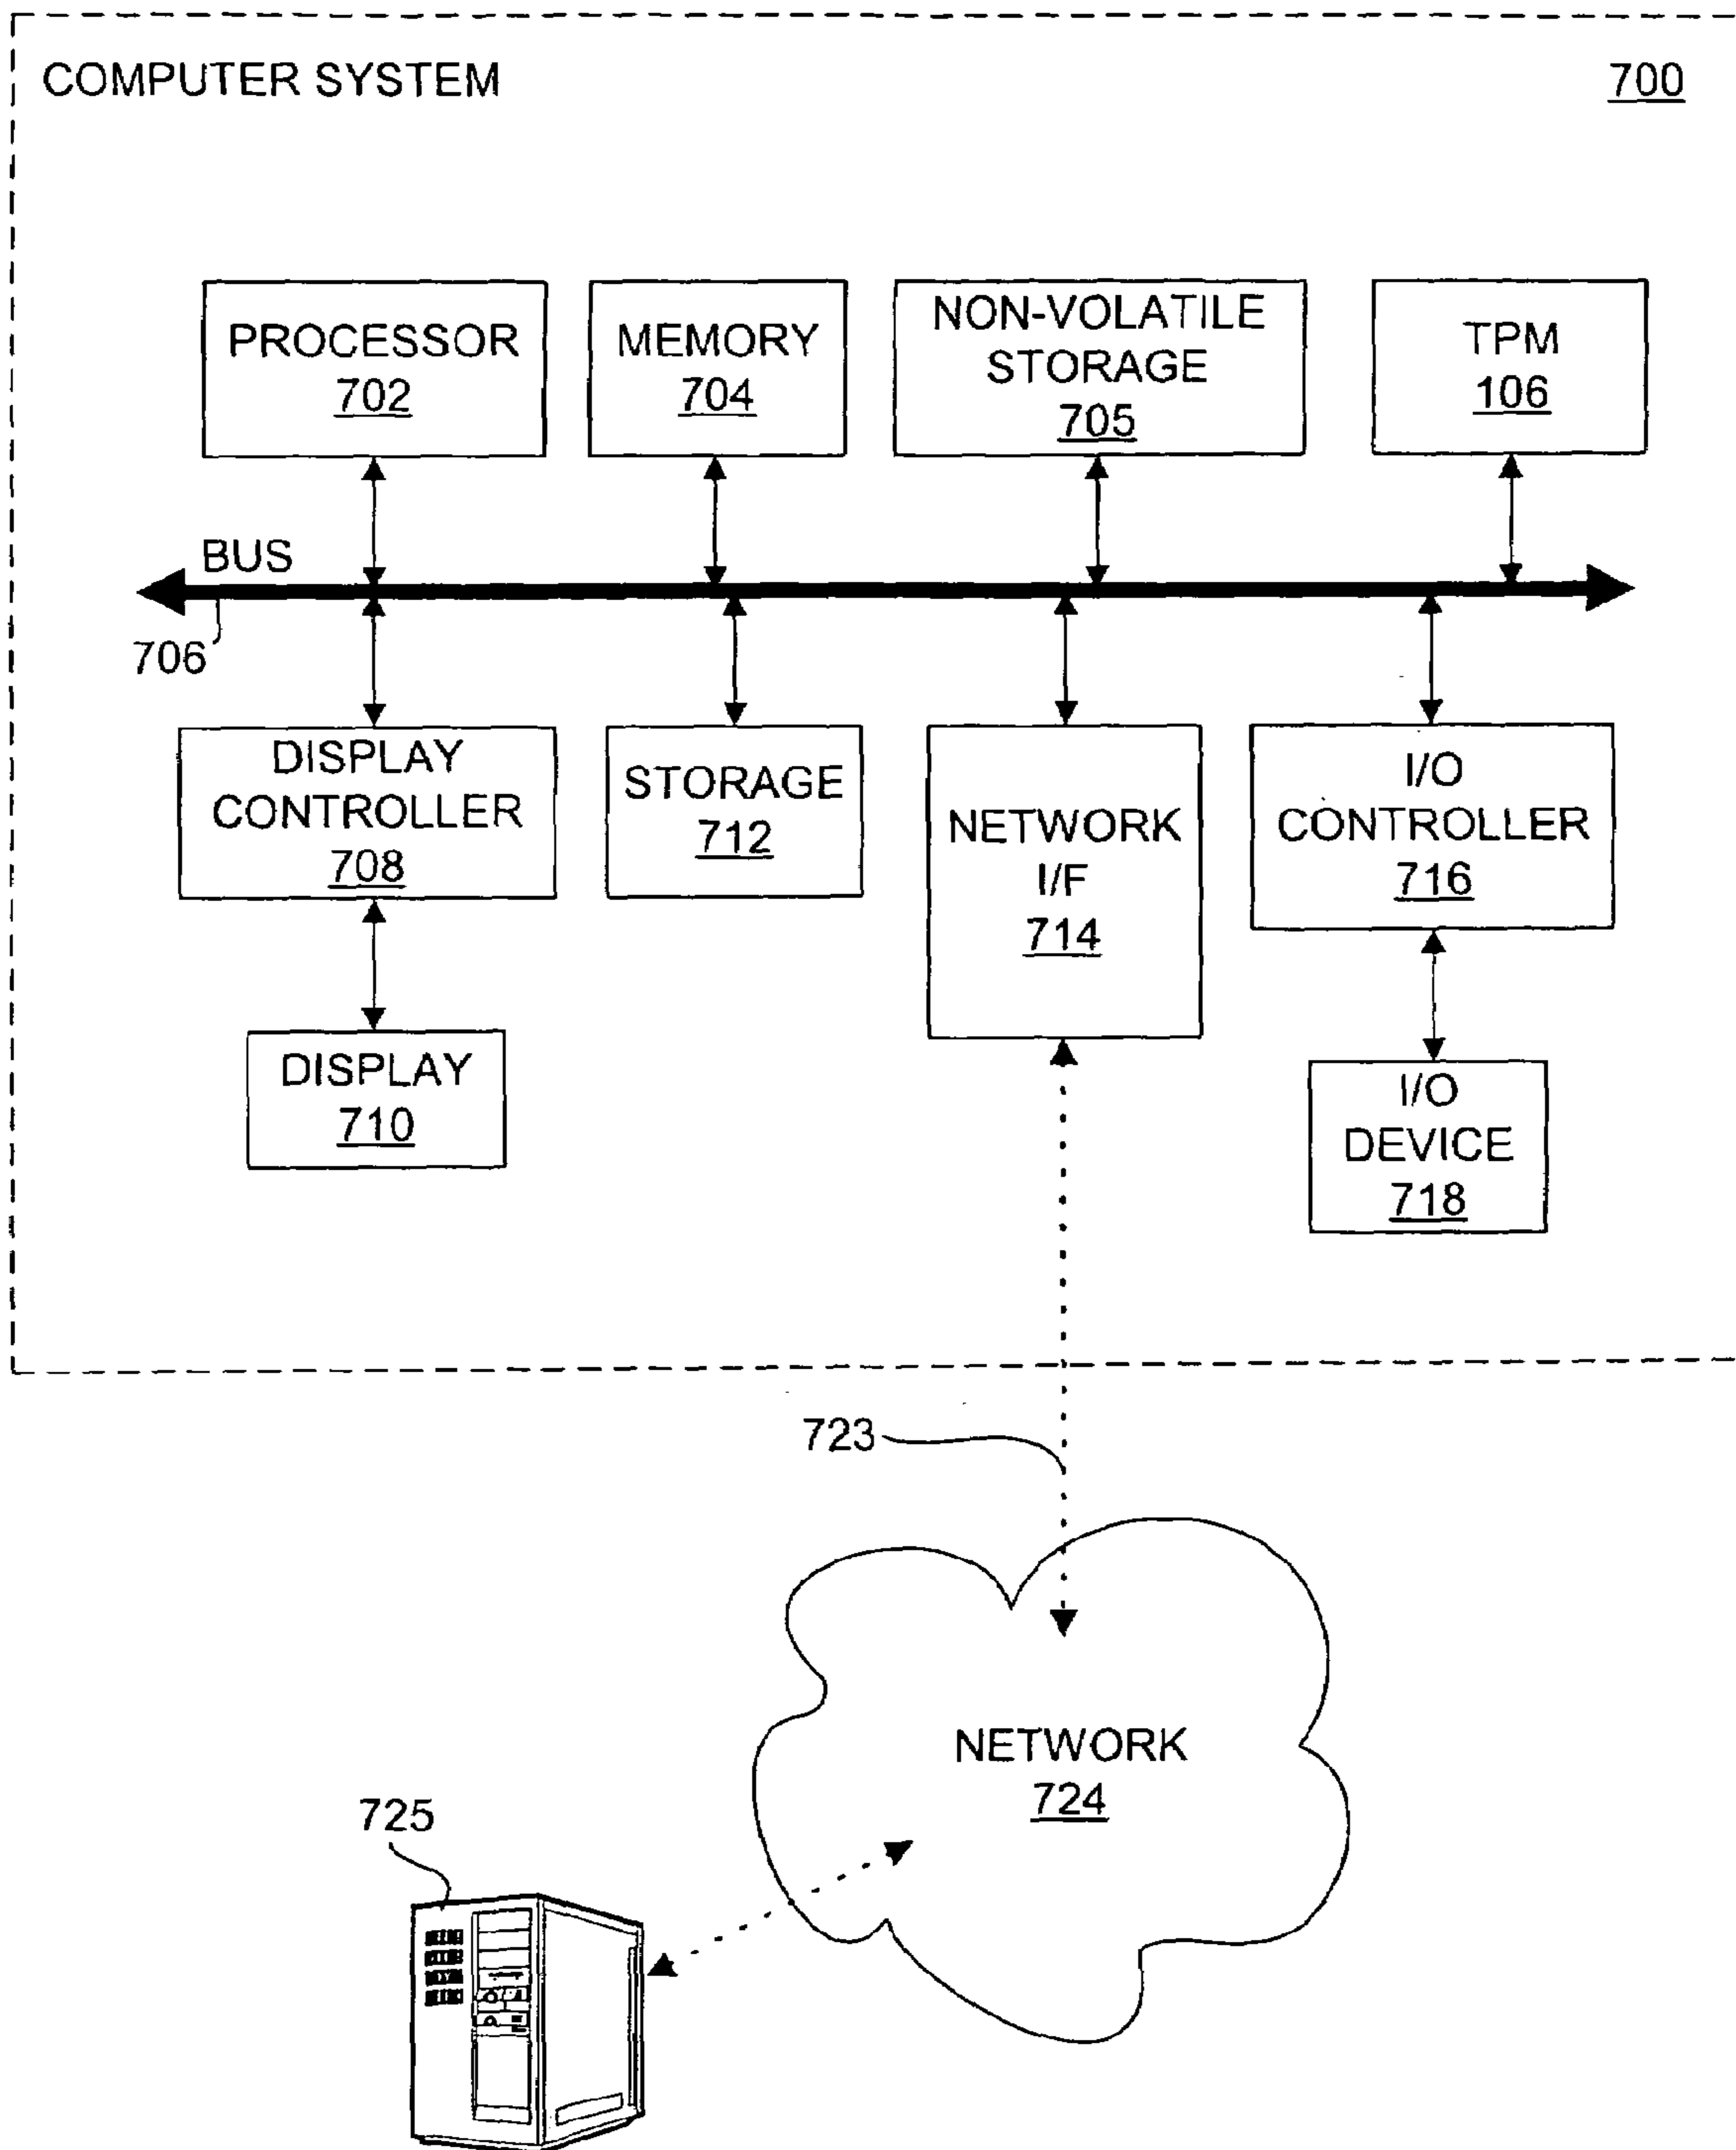 COMPUTER SYSTEM
700
PROCESSOR
702
MEMORY
704
NON-VOLATILE
STORAGE
705
TPM
106
BUS
706
DISPLAY
CONTROLLER
708
STORAGE
712
NETWORK
I/F
714
I/O
CONTROLLER
716
DISPLAY
710
I/O
DEVICE
718
723
NETWORK
724
725